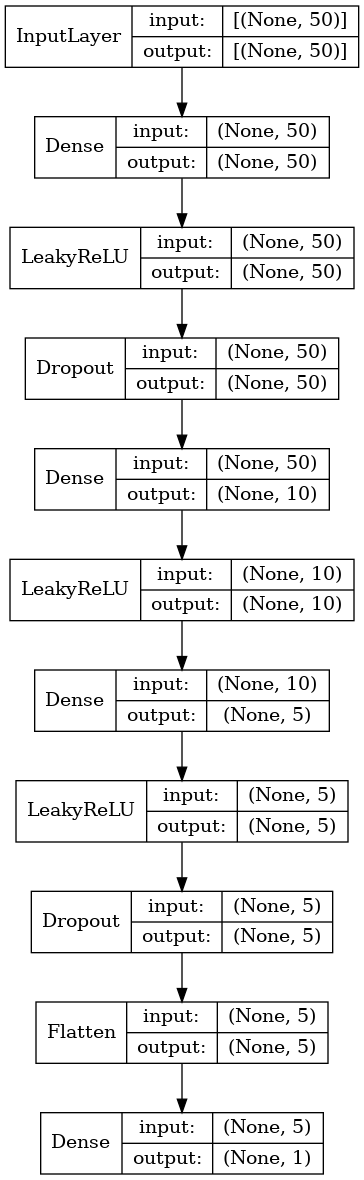 InputLayer input: [(None, 50)]
output: [(None, 50)]
Dense input: (None, 50)
output: (None, 50)
LeakyReLU input: (None, 50)
output: (None, 50)
Dropout input: (None, 50)
output: (None, 50)
Dense input: (None, 50)
output: (None, 10)
LeakyReLU input: (None, 10)
output: (None, 10)
Dense input: (None, 10)
output: (None, 5)
LeakyReLU input: (None, 5)
output: (None, 5)
Dropout input: (None, 5)
output: (None, 5)
Flatten input: (None, 5)
output: (None, 5)
Dense input: (None, 5)
output: (None, 1)